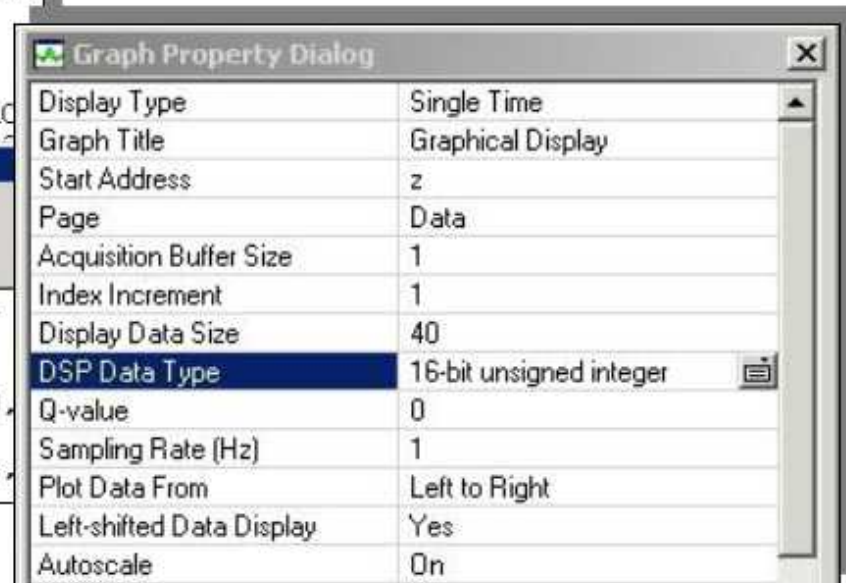 Graph Property Dialog
Display Type Single Time
Graph Title Graphical Display
Start Address z
Page Data
Acquisition Buffer Size 1
Index Increment 1
Display Data Size 40
DSP Data Type 16-bit unsigned integer
Q-value 0
Sampling Rate (Hz) 1
Plot Data From Left to Right
Left-shifted Data Display Yes
Autoscale On